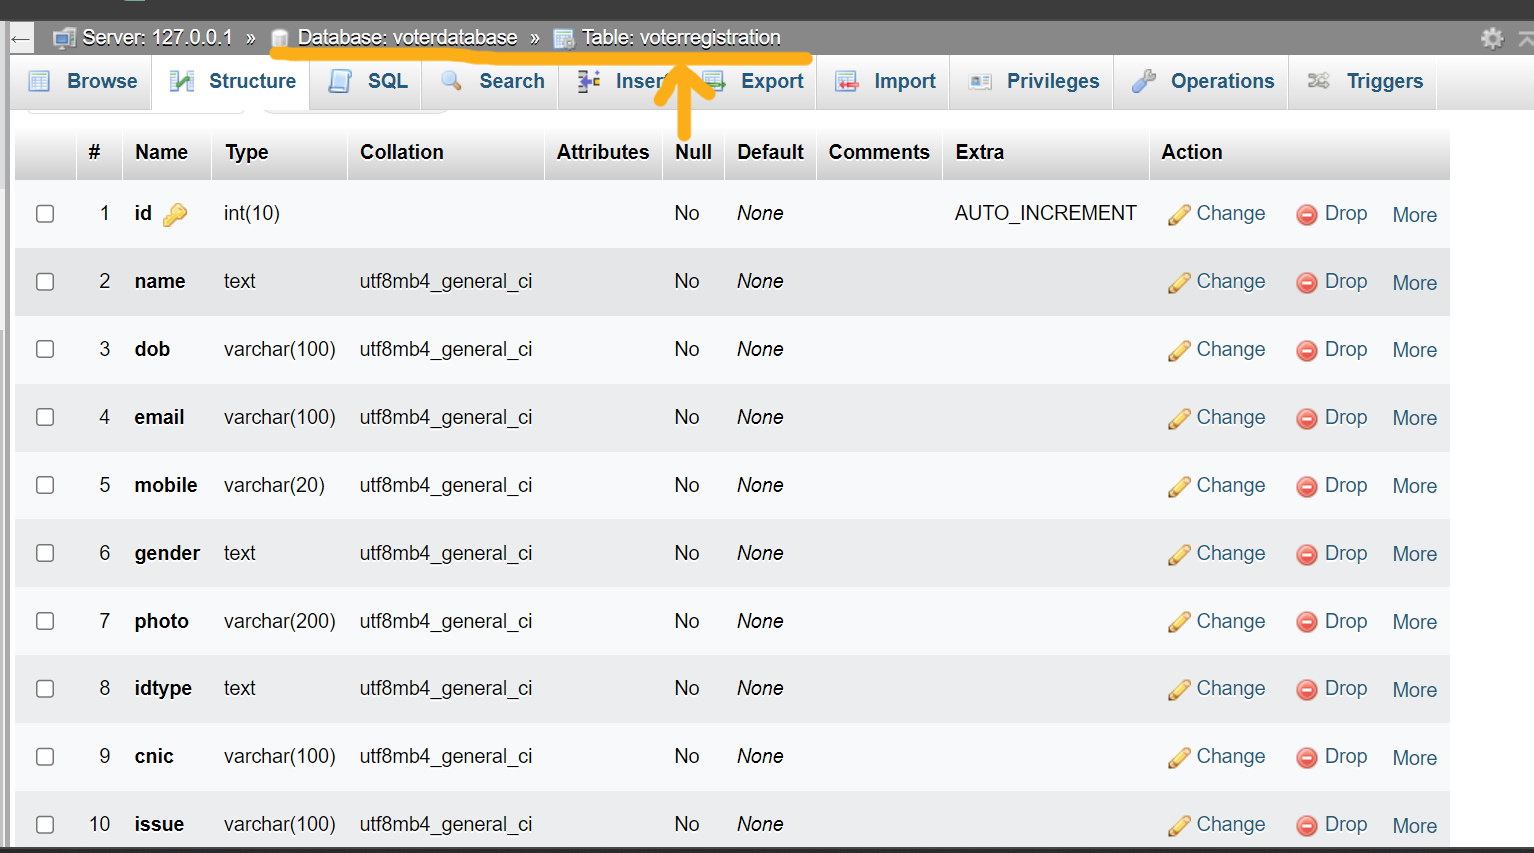 ← Server: 127.0.0.1 » Database: voterdatabase » Table: voterregistration
Browse Structure SQL Search Insert Export Import Privileges Operations Triggers
# Name Type Collation Attributes Null Default Comments Extra Action
1 id int(10) No None AUTO_INCREMENT Change Drop More
2 name text utf8mb4_general_ci No None Change Drop More
3 dob varchar(100) utf8mb4_general_ci No None Change Drop More
4 email varchar(100) utf8mb4_general_ci No None Change Drop More
5 mobile varchar(20) utf8mb4_general_ci No None Change Drop More
6 gender text utf8mb4_general_ci No None Change Drop More
7 photo varchar(200) utf8mb4_general_ci No None Change Drop More
8 idtype text utf8mb4_general_ci No None Change Drop More
9 cnic varchar(100) utf8mb4_general_ci No None Change Drop More
10 issue varchar(100) utf8mb4_general_ci No None Change Drop More